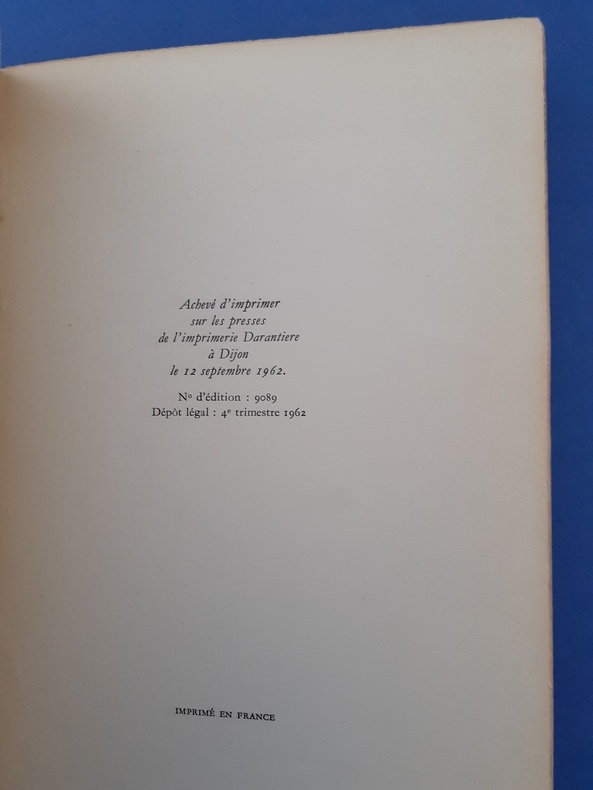 Achevé d'imprimer
sur les presses
de l'imprimerie Darantiere
à Dijon
le 12 septembre 1962.
Nº d'édition : 9089
Dépôt légal : 4ᵉ trimestre 1962
IMPRIMÉ EN FRANCE